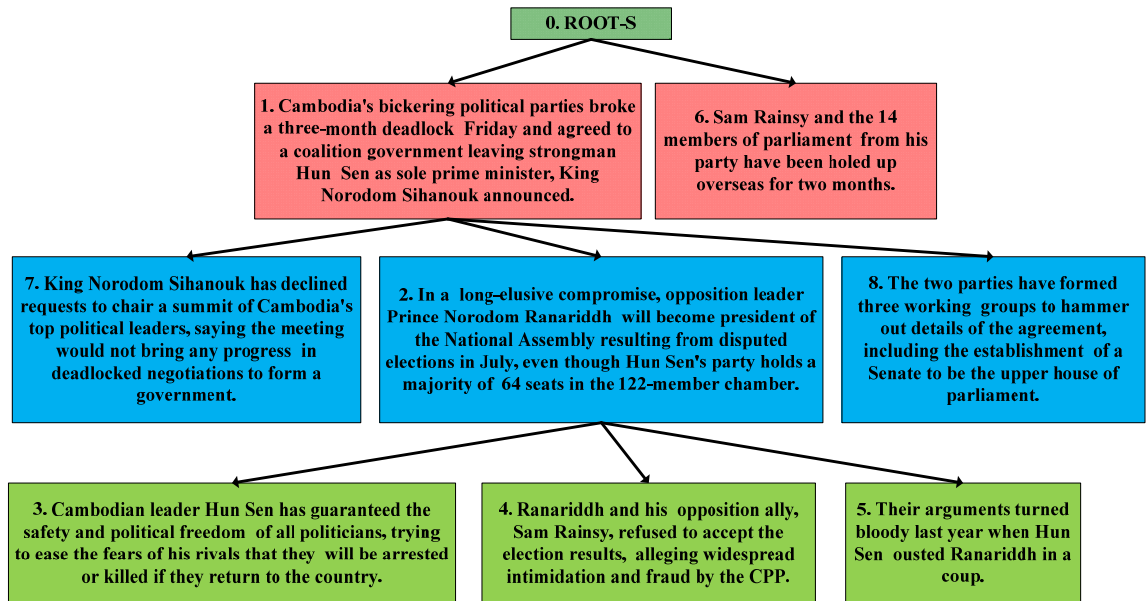 0. ROOT-S
1. Cambodia's bickering political parties broke
a three-month deadlock Friday and agreed to
a coalition government leaving strongman
Hun Sen as sole prime minister, King
Norodom Sihanouk announced.
6. Sam Rainsy and the 14
members of parliament from his
party have been holed up
overseas for two months.
7. King Norodom Sihanouk has declined
requests to chair a summit of Cambodia's
top political leaders, saying the meeting
would not bring any progress in
deadlocked negotiations to form a
government.
2. In a long-elusive compromise, opposition leader
Prince Norodom Ranariddh will become president of
the National Assembly resulting from disputed
elections in July, even though Hun Sen's party holds a
majority of 64 seats in the 122-member chamber.
8. The two parties have formed
three working groups to hammer
out details of the agreement,
including the establishment of a
Senate to be the upper house of
parliament.
3. Cambodian leader Hun Sen has guaranteed the
safety and political freedom of all politicians, trying
to ease the fears of his rivals that they will be arrested
or killed if they return to the country.
4. Ranariddh and his opposition ally,
Sam Rainsy, refused to accept the
election results, alleging widespread
intimidation and fraud by the CPP.
5. Their arguments turned
bloody last year when Hun
Sen ousted Ranariddh in a
coup.